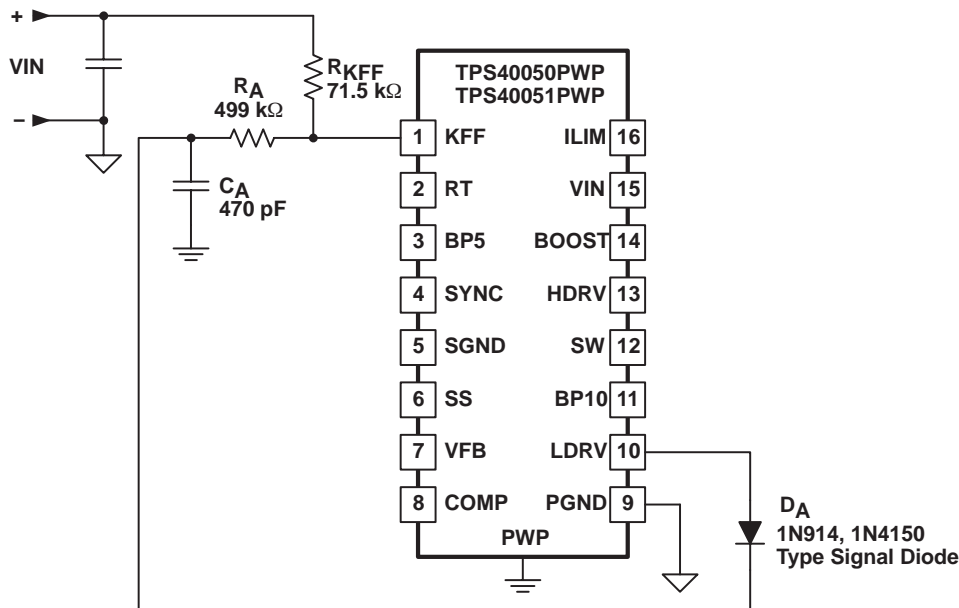 +
VIN
−
RKFF
71.5 kΩ
RA
499 kΩ
CA
470 pF
TPS40050PWP
TPS40051PWP
1 KFF ILIM 16
2 RT VIN 15
3 BP5 BOOST 14
4 SYNC HDRV 13
5 SGND SW 12
6 SS BP10 11
7 VFB LDRV 10
8 COMP PGND 9
PWP
DA
1N914, 1N4150
Type Signal Diode